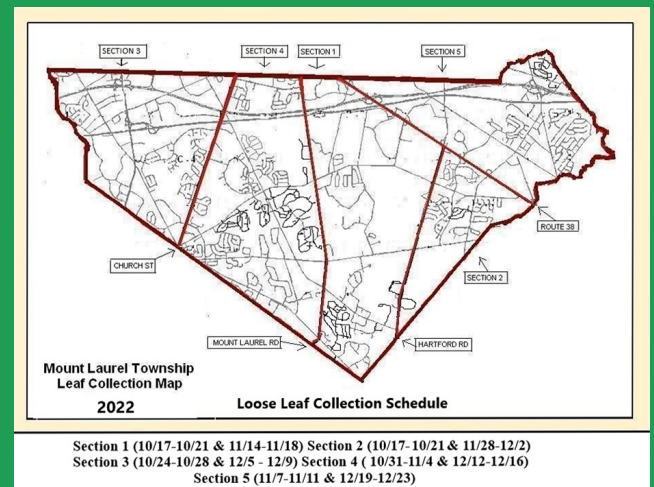 SECTION 3
SECTION 4
SECTION 1
SECTION 5
ROUTE 38
CHURCH ST
SECTION 2
MOUNT LAUREL RD
HARTFORD RD
Mount Laurel Township
Leaf Collection Map
2022
Loose Leaf Collection Schedule
Section 1 (10/17-10/21 & 11/14-11/18) Section 2 (10/17-10/21 & 11/28-12/2)
Section 3 (10/24-10/28 & 12/5 - 12/9) Section 4 ( 10/31-11/4 & 12/12-12/16)
Section 5 (11/7-11/11 & 12/19-12/23)